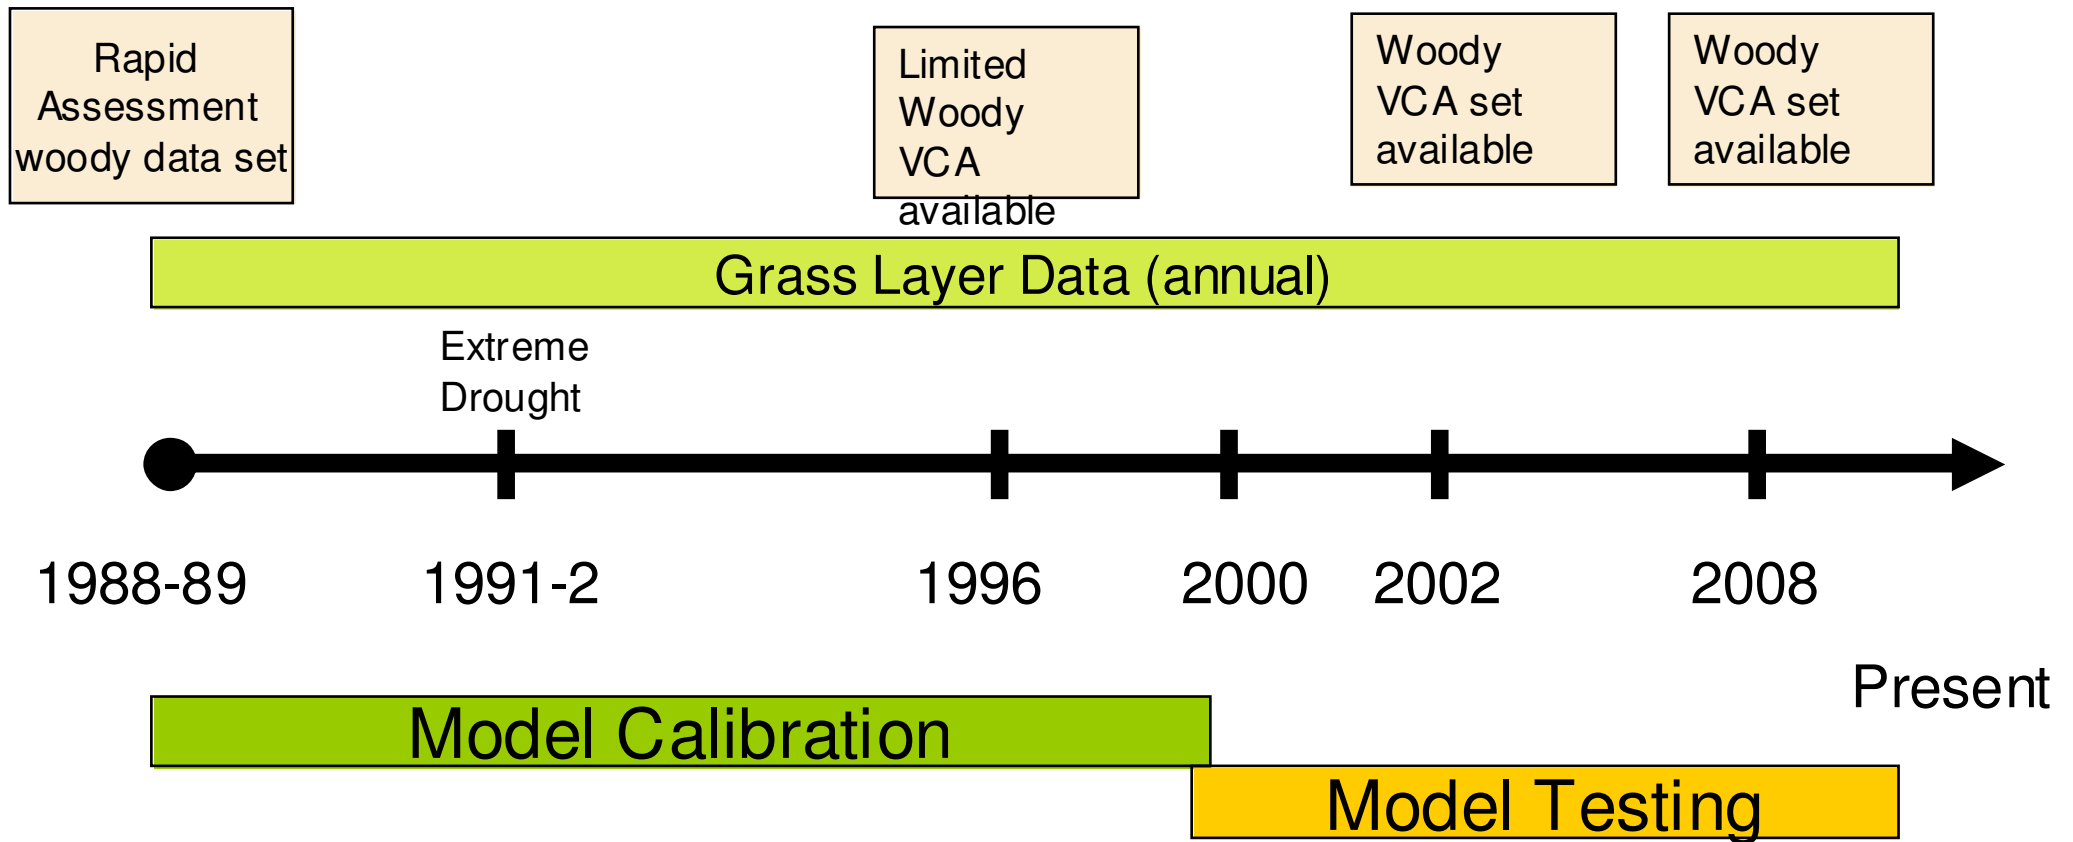 Rapid
Assessment
woody data set
Limited
Woody
VCA
available
Woody
VCA set
available
Woody
VCA set
available
Grass Layer Data (annual)
Extreme
Drought
1988-89
1991-2
1996
2000
2002
2008
Present
Model Calibration
Model Testing